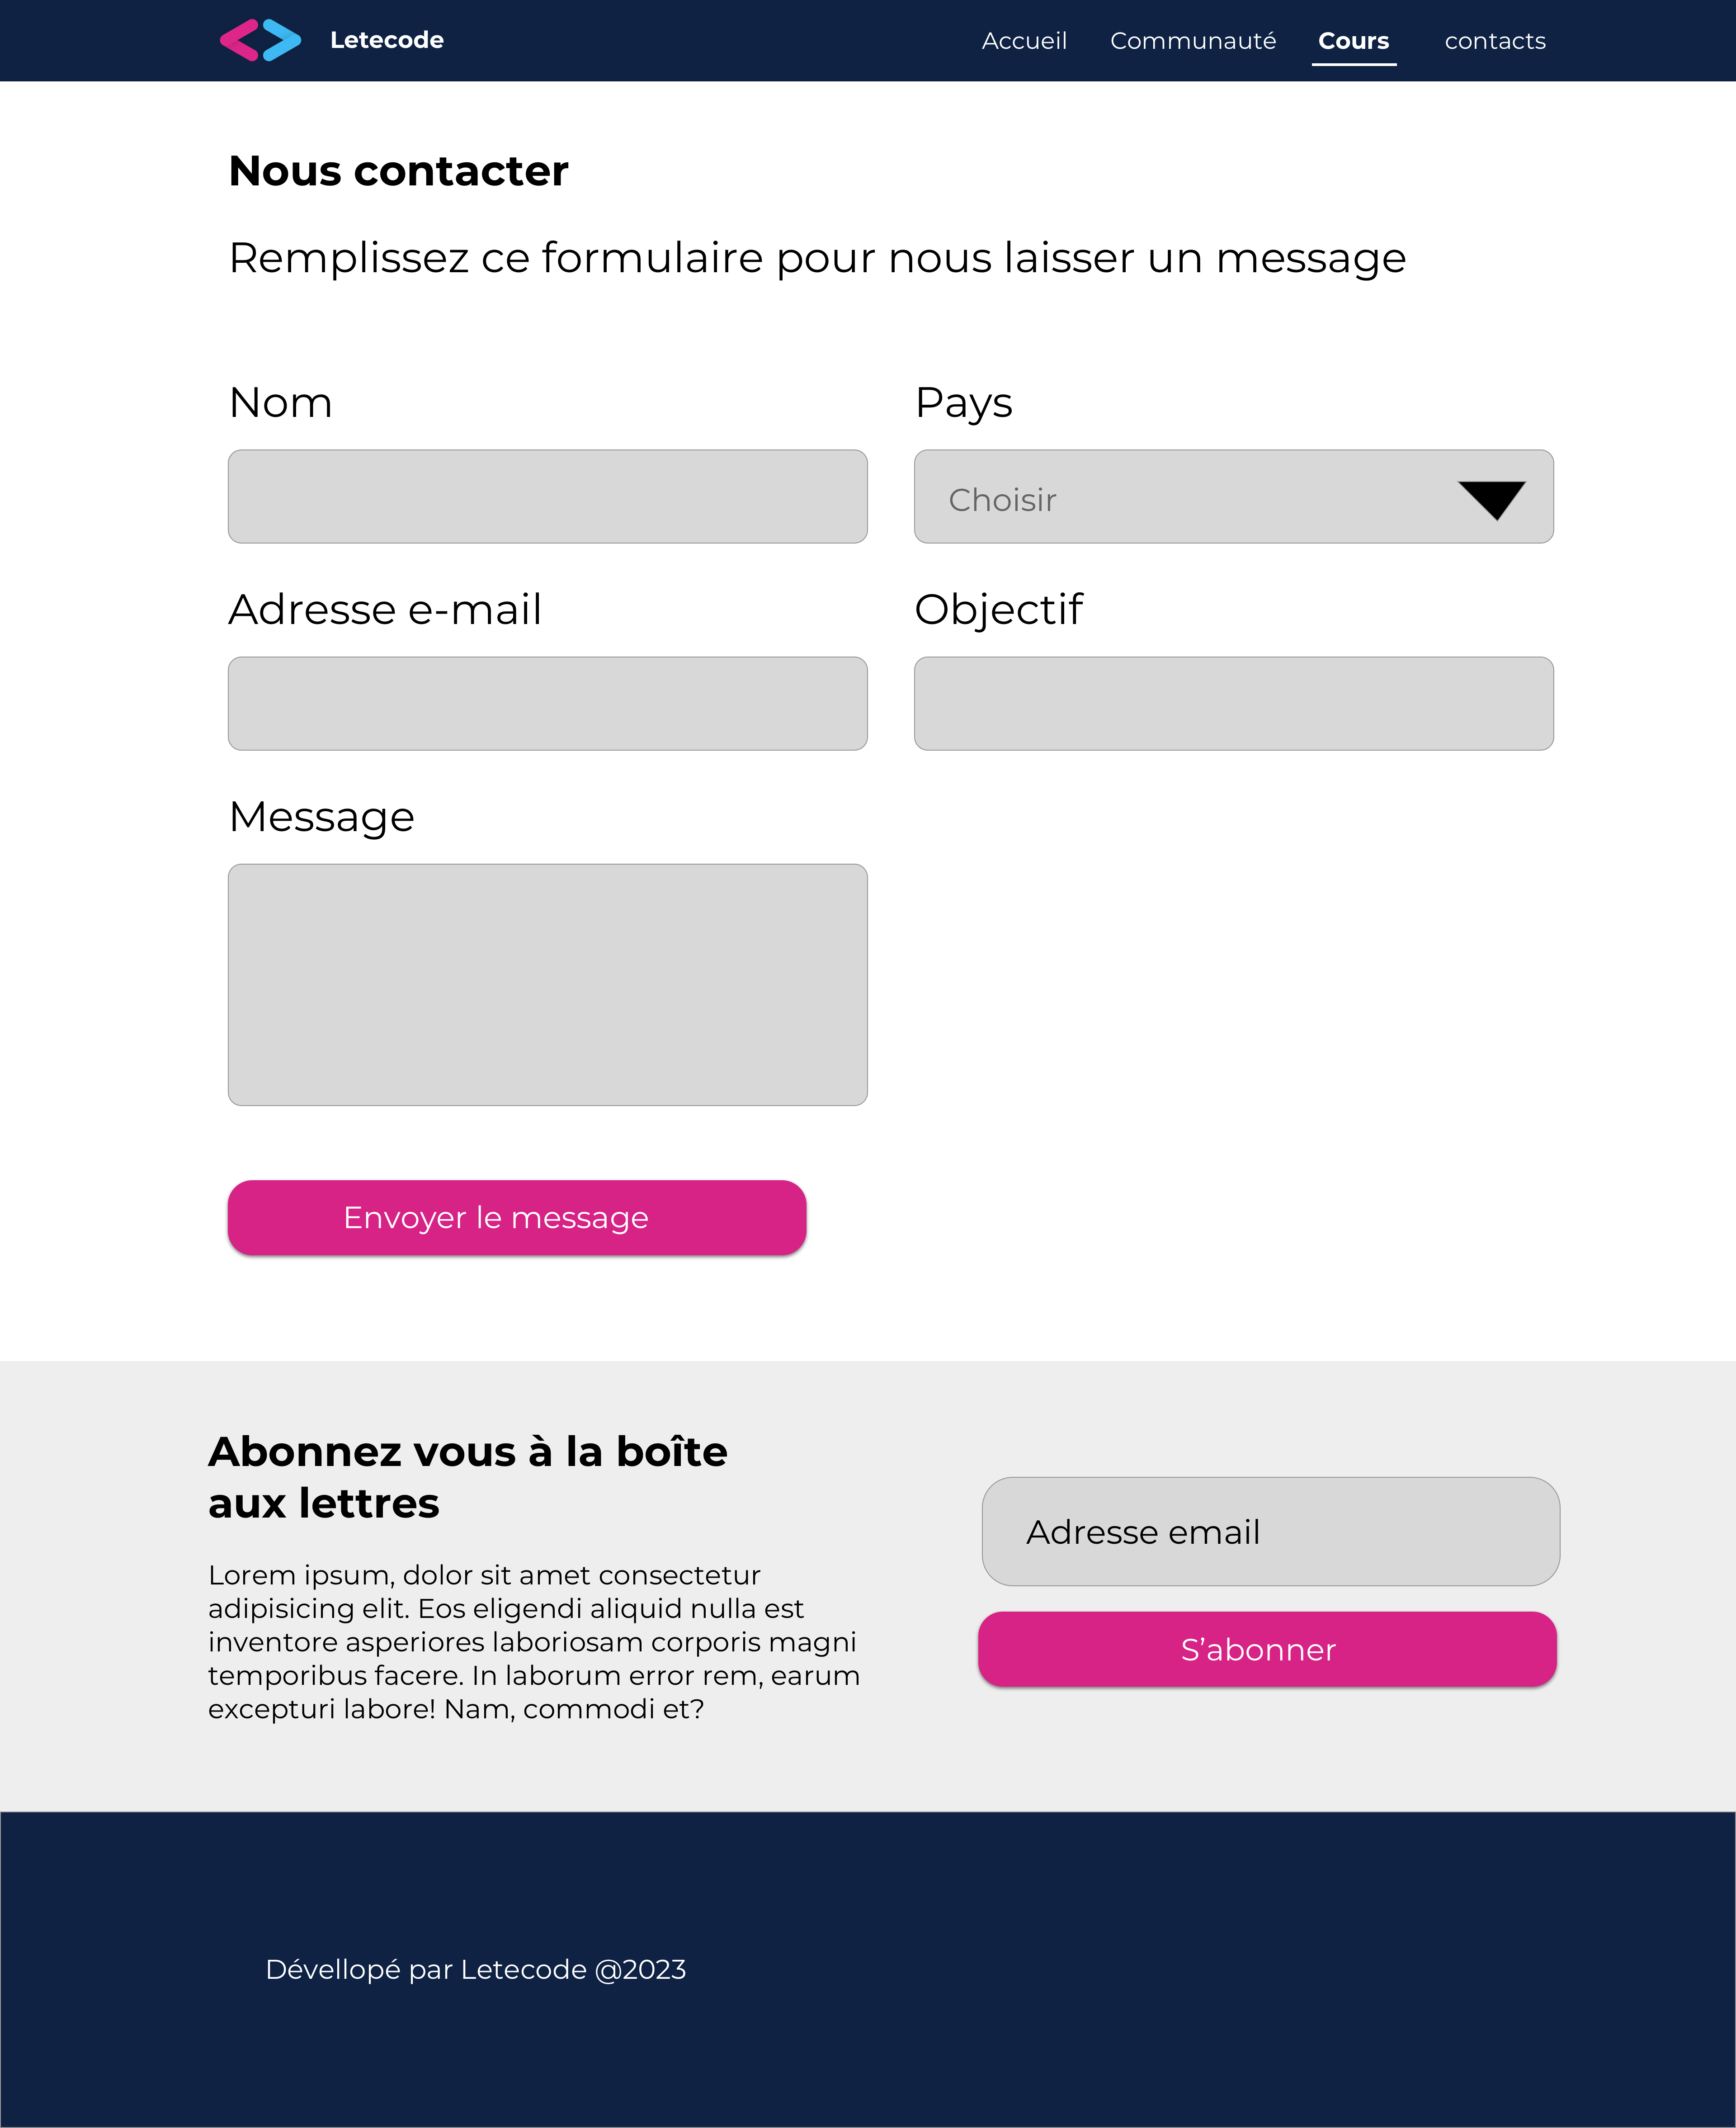 Letecode
Accueil
Communauté
Cours
contacts
Nous contacter
Remplissez ce formulaire pour nous laisser un message
Nom
Pays
Choisir
Adresse e-mail
Objectif
Message
Envoyer le message
Abonnez vous à la boîte
aux lettres
Lorem ipsum, dolor sit amet consectetur
adipisicing elit. Eos eligendi aliquid nulla est
inventore asperiores laboriosam corporis magni
temporibus facere. In laborum error rem, earum
excepturi labore! Nam, commodi et?
Adresse email
S’abonner
Dévellopé par Letecode @2023